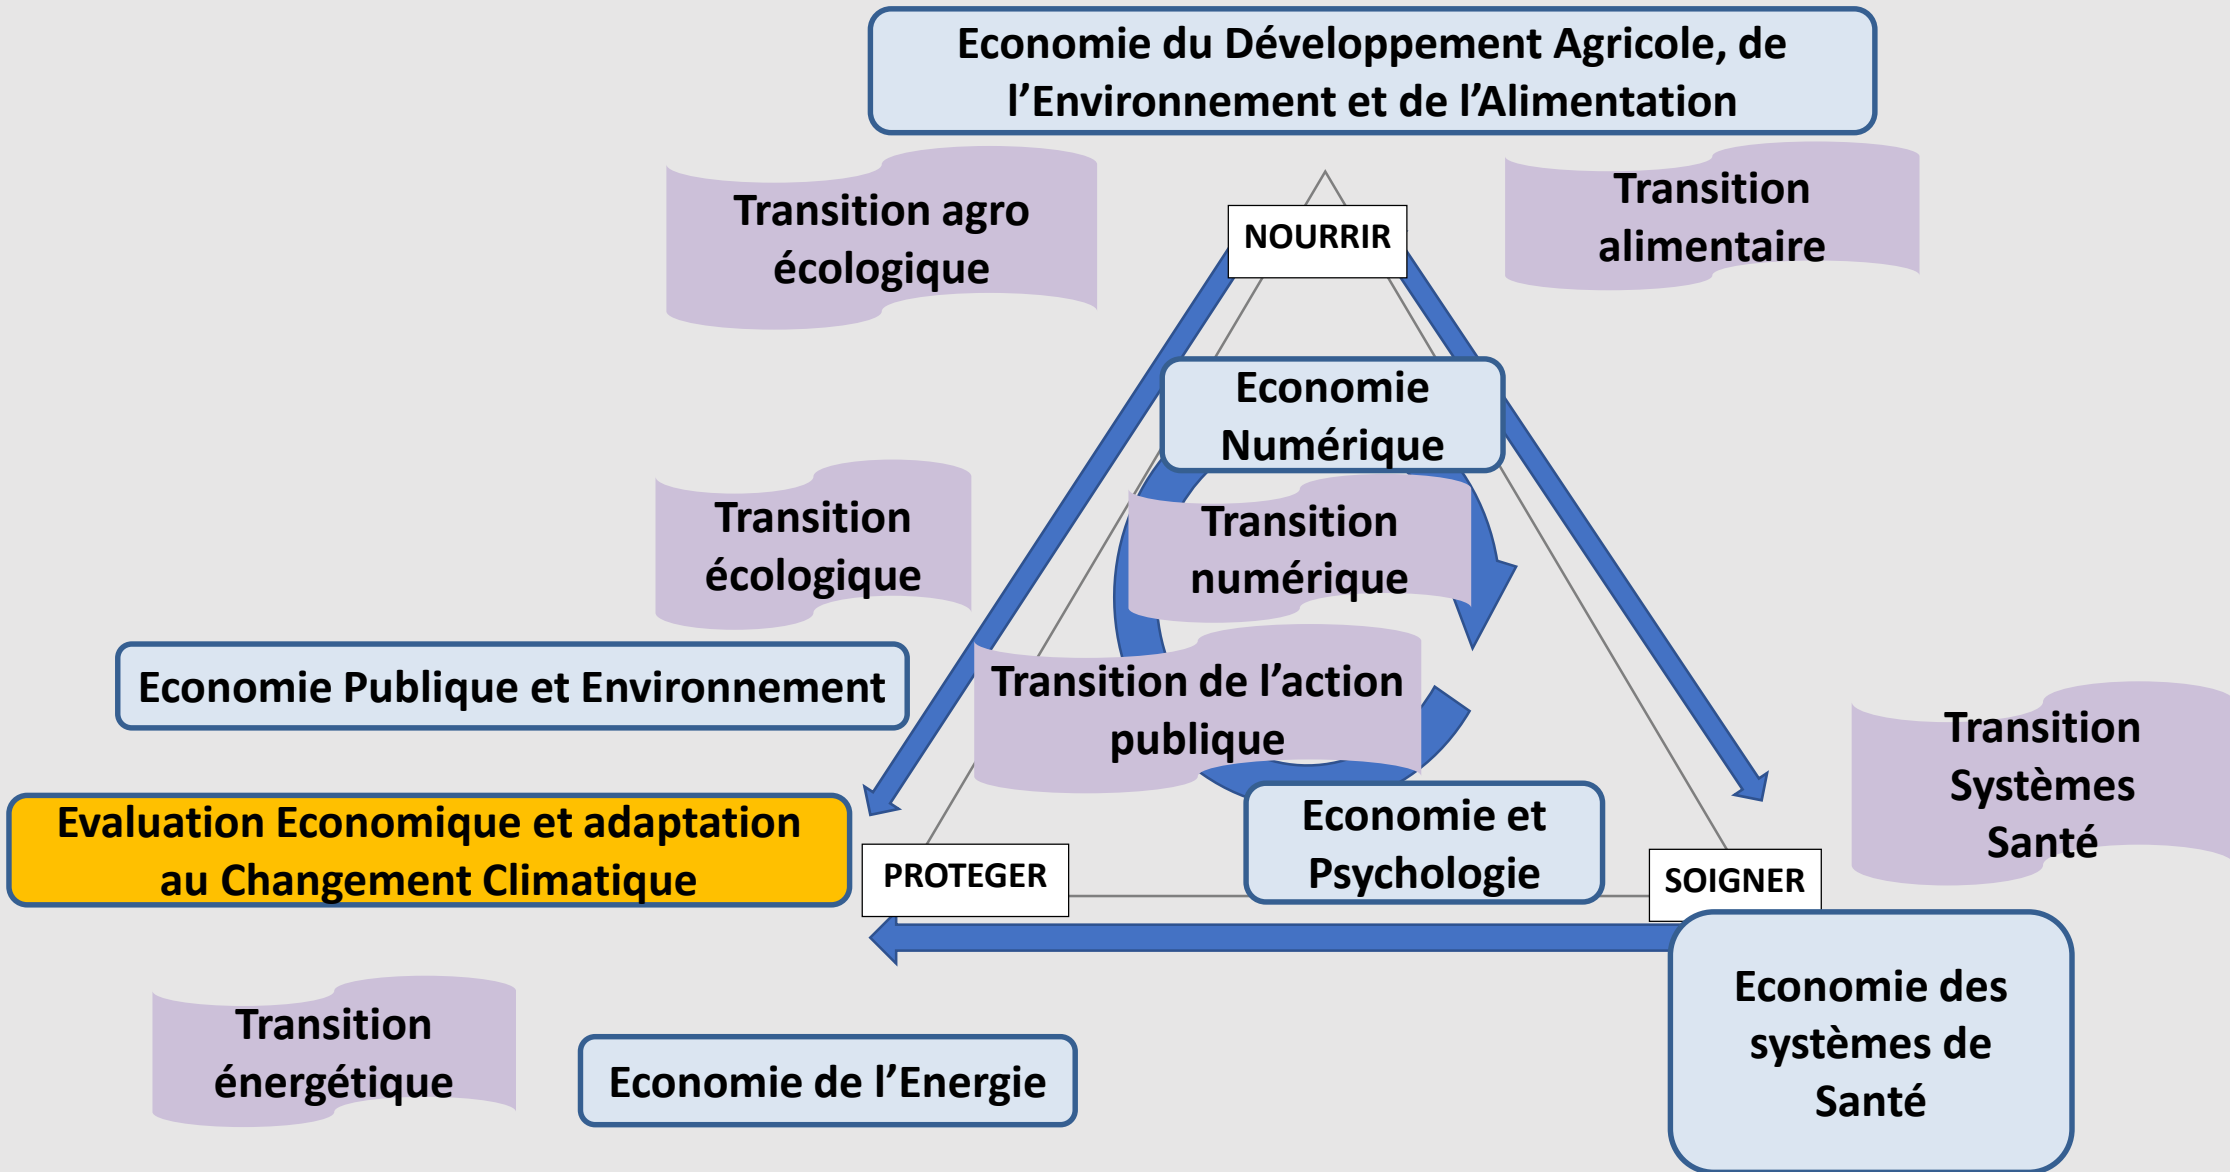 Economie du Développement Agricole, de
l’Environnement et de l’Alimentation
Transition agro
écologique
NOURRIR
Transition
alimentaire
Economie
Numérique
Transition
écologique
Transition
numérique
Economie Publique et Environnement
Transition de l’action
publique
Transition
Systèmes
Santé
Evaluation Economique et adaptation
au Changement Climatique
PROTEGER
Economie et
Psychologie
SOIGNER
Transition
énergétique
Economie de l’Energie
Economie des
systèmes de
Santé